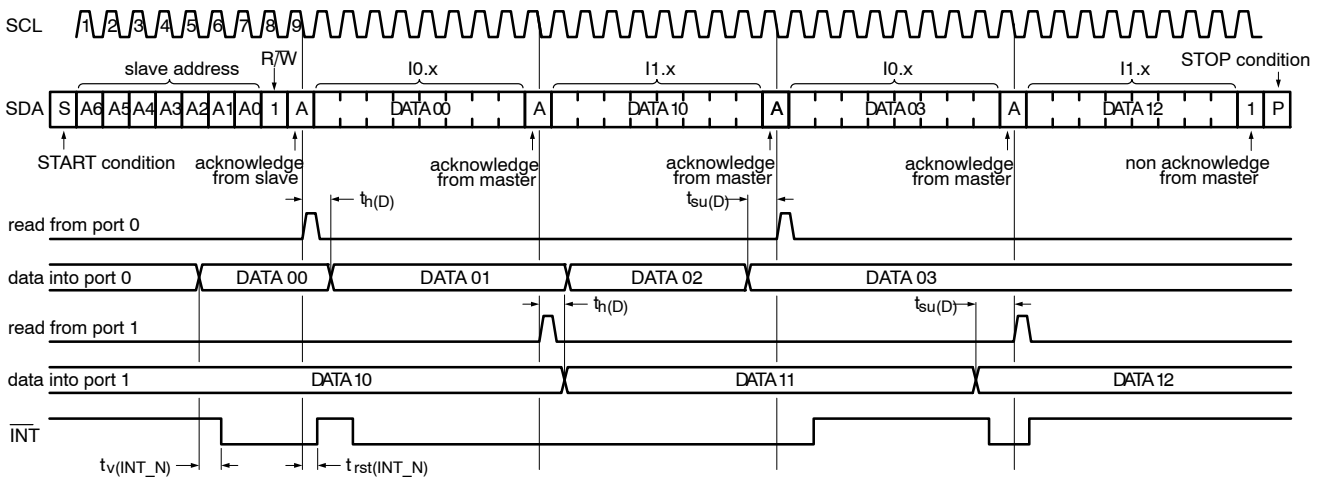 SCL 1 2 3 4 5 6 7 8 9
R/W STOP condition
slave address I0.x I1.x I0.x I1.x
SDA S A6 A5 A4 A3 A2 A1 A0 1 A DATA 00 A DATA 10 A DATA 03 A DATA 12 1 P
START condition acknowledge from slave acknowledge from master acknowledge from master acknowledge from master non acknowledge from master
th(D) tsu(D)
read from port 0
data into port 0 DATA 00 DATA 01 DATA 02 DATA 03
th(D) tsu(D)
read from port 1
data into port 1 DATA 10 DATA 11 DATA 12
INT
tv(INT_N) trst(INT_N)